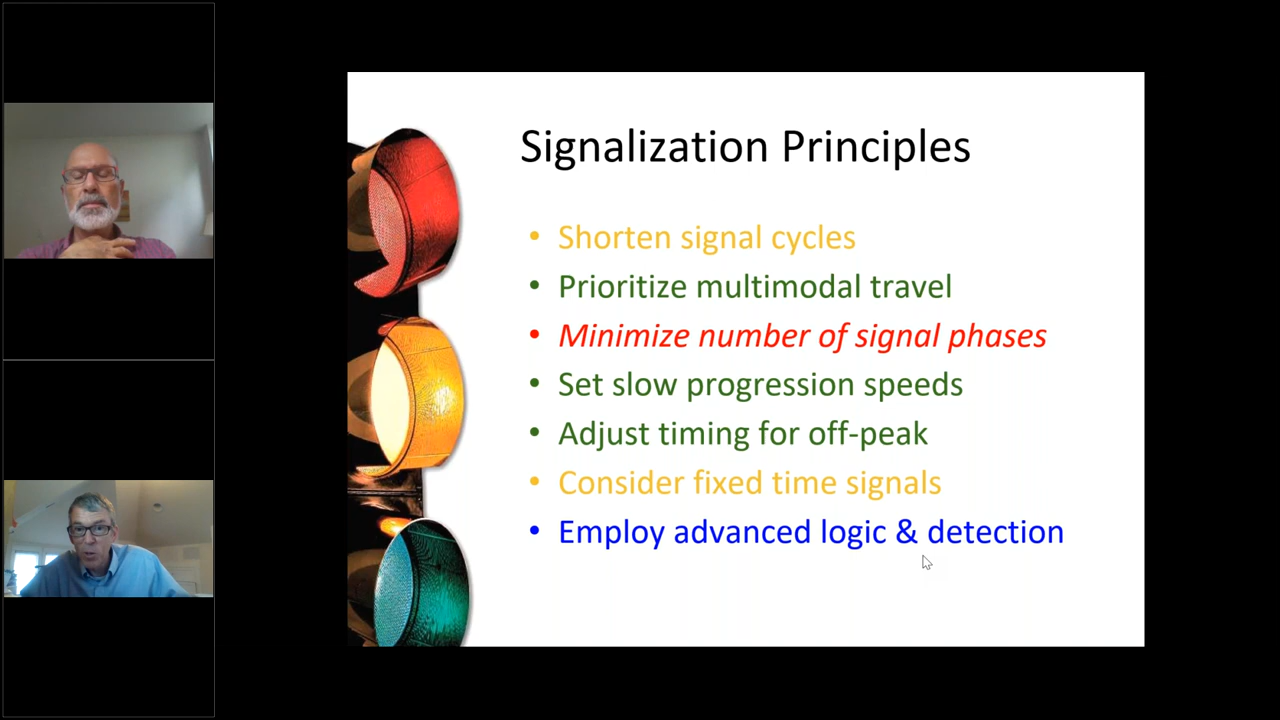 Signalization Principles
• Shorten signal cycles
• Prioritize multimodal travel
• Minimize number of signal phases
• Set slow progression speeds
• Adjust timing for off-peak
• Consider fixed time signals
• Employ advanced logic & detection